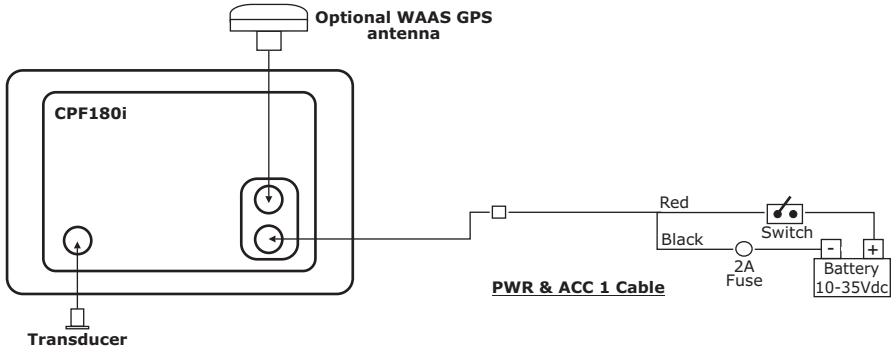 Optional WAAS GPS
antenna
CPF180i
Red
Switch
Black
2A
Fuse
-
+
Battery
10-35Vdc
PWR & ACC 1 Cable
Transducer